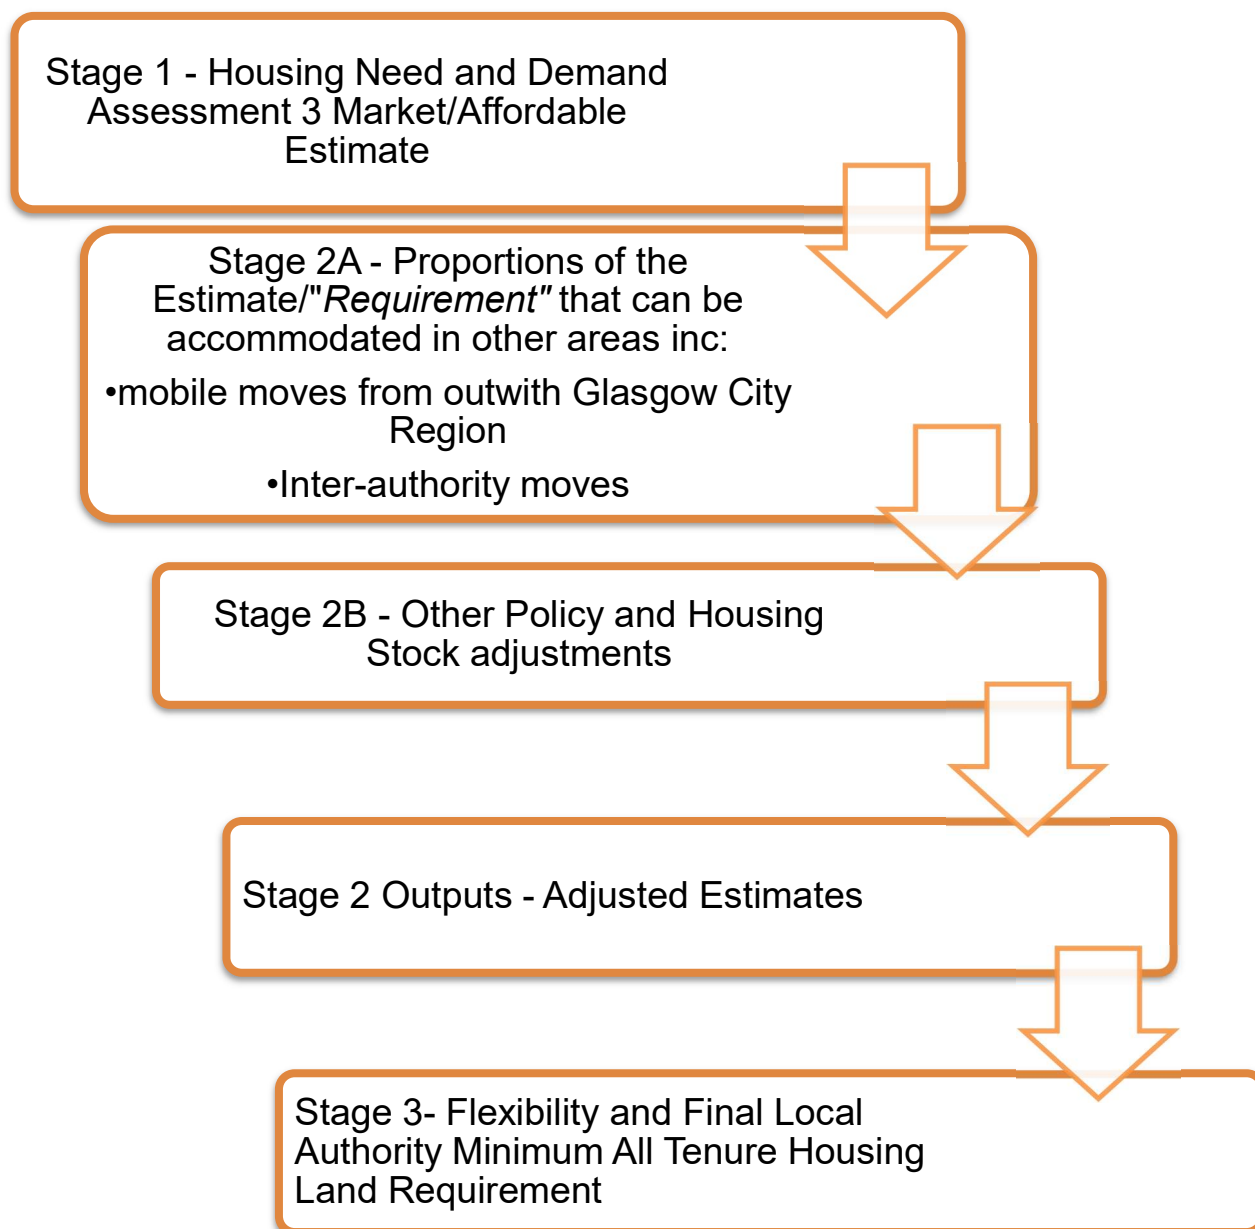 Stage 1 - Housing Need and Demand
Assessment 3 Market/Affordable
Estimate
Stage 2A - Proportions of the
Estimate/"Requirement" that can be
accommodated in other areas inc:
•mobile moves from outwith Glasgow City
Region
•Inter-authority moves
Stage 2B - Other Policy and Housing
Stock adjustments
Stage 2 Outputs - Adjusted Estimates
Stage 3- Flexibility and Final Local
Authority Minimum All Tenure Housing
Land Requirement